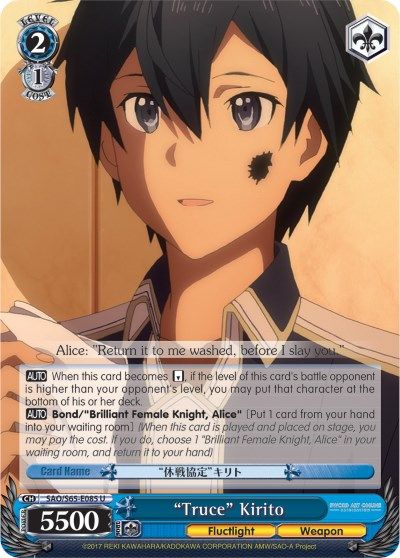 LEVEL
2
1
COST
Alice: "Return it to me washed, before I slay you."
AUTO When this card becomes, if the level of this card's battle opponent
is higher than your opponent's level, you may put that character at the
bottom of his or her deck.
AUTO Bond/"Brilliant Female Knight, Alice" [Put 1 card from your hand
into your waiting room] (When this card is played and placed on stage, you
may pay the cost. If you do, choose 1 "Brilliant Female Knight, Alice" in
your waiting room, and return it to your hand)
Card Name
“休戦協定” キリト
CH SAO/S65-E085 U
5500
“Truce” Kirito
SWORD ART ONLINE
Fluctlight
Weapon
©2017 REKI KAWAHARA/KADOKAWA CORPORATION AMW/SAO-A Project